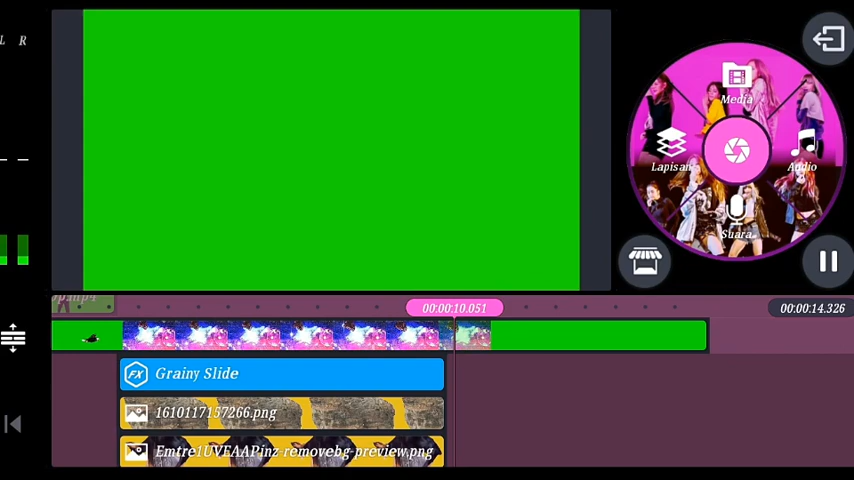 L R
Media
Lapisan
Audio
Suara
00:00:10.051
00:00:14.326
Grainy Slide
1610117157266.png
Emtre1UVEAAPinz-removebg-preview.png